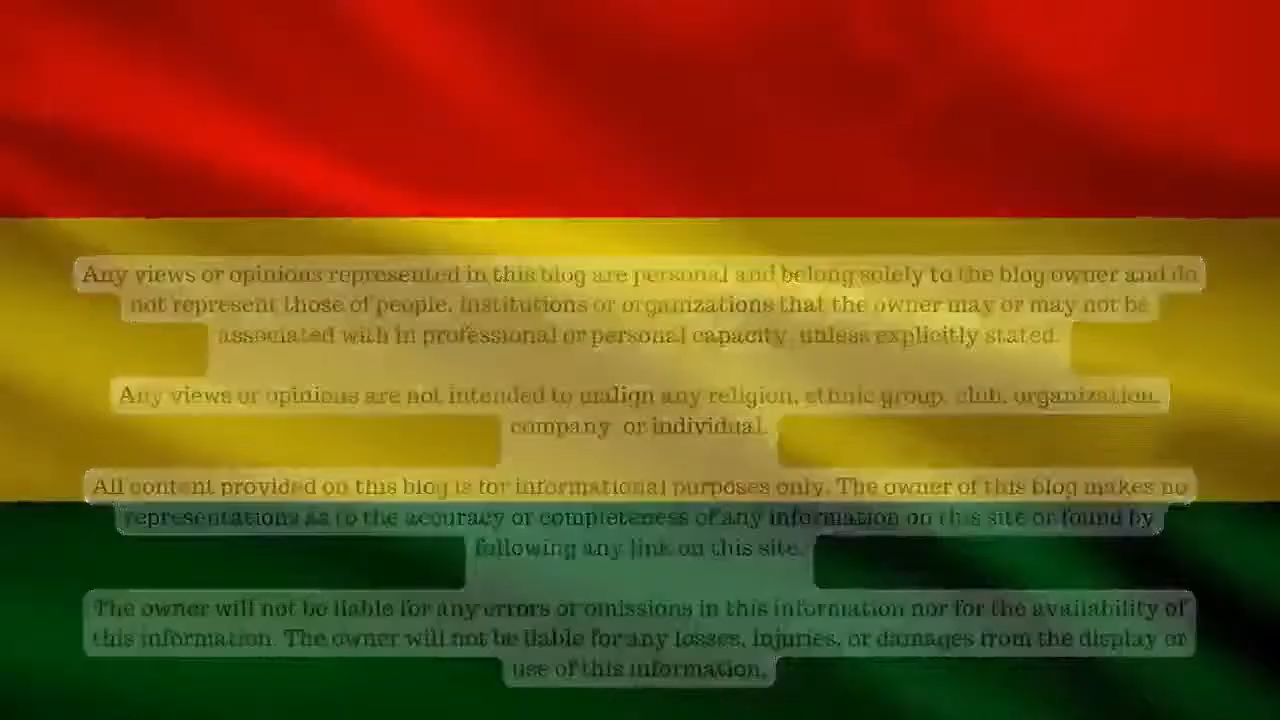 Any views or opinions represented in this blog are personal and belong solely to the blog owner and do
not represent those of people, institutions or organizations that the owner may or may not be
associated with in professional or personal capacity, unless explicitly stated.
Any views or opinions are not intended to malign any religion, ethnic group, club, organization,
company, or individual.
All content provided on this blog is for informational purposes only. The owner of this blog makes no
representations as to the accuracy or completeness of any information on this site or found by
following any link on this site.
The owner will not be liable for any errors or omissions in this information nor for the availability of
this information. The owner will not be liable for any losses, injuries, or damages from the display or
use of this information.